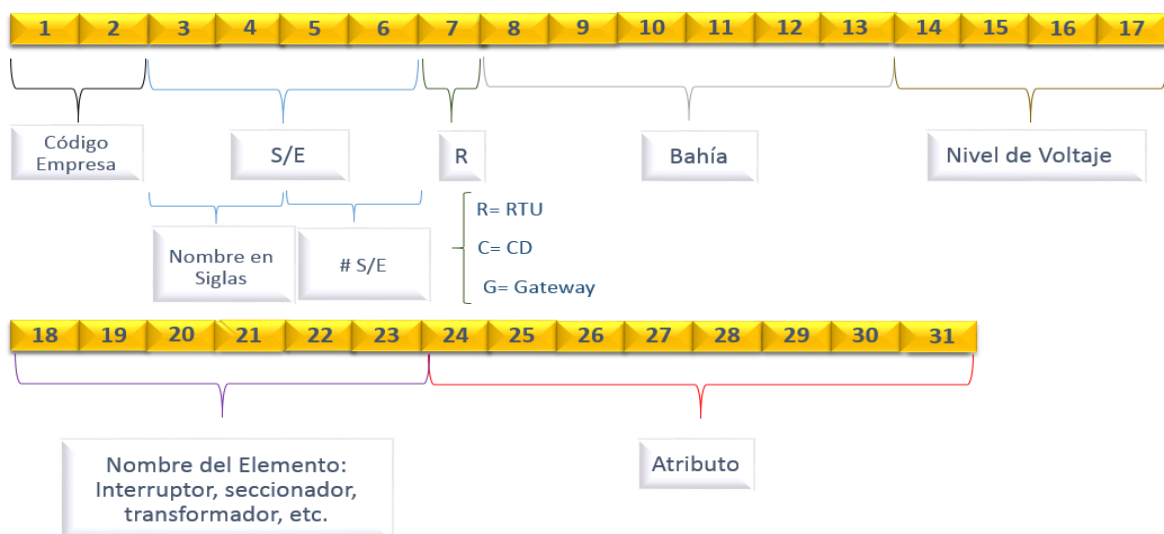 1 2 3 4 5 6 7 8 9 10 11 12 13 14 15 16 17
Código
Empresa
S/E
R
Bahía
Nivel de Voltaje
Nombre en
Siglas
# S/E
R= RTU
C= CD
G= Gateway
18 19 20 21 22 23 24 25 26 27 28 29 30 31
Nombre del Elemento:
Interruptor, seccionador,
transformador, etc.
Atributo